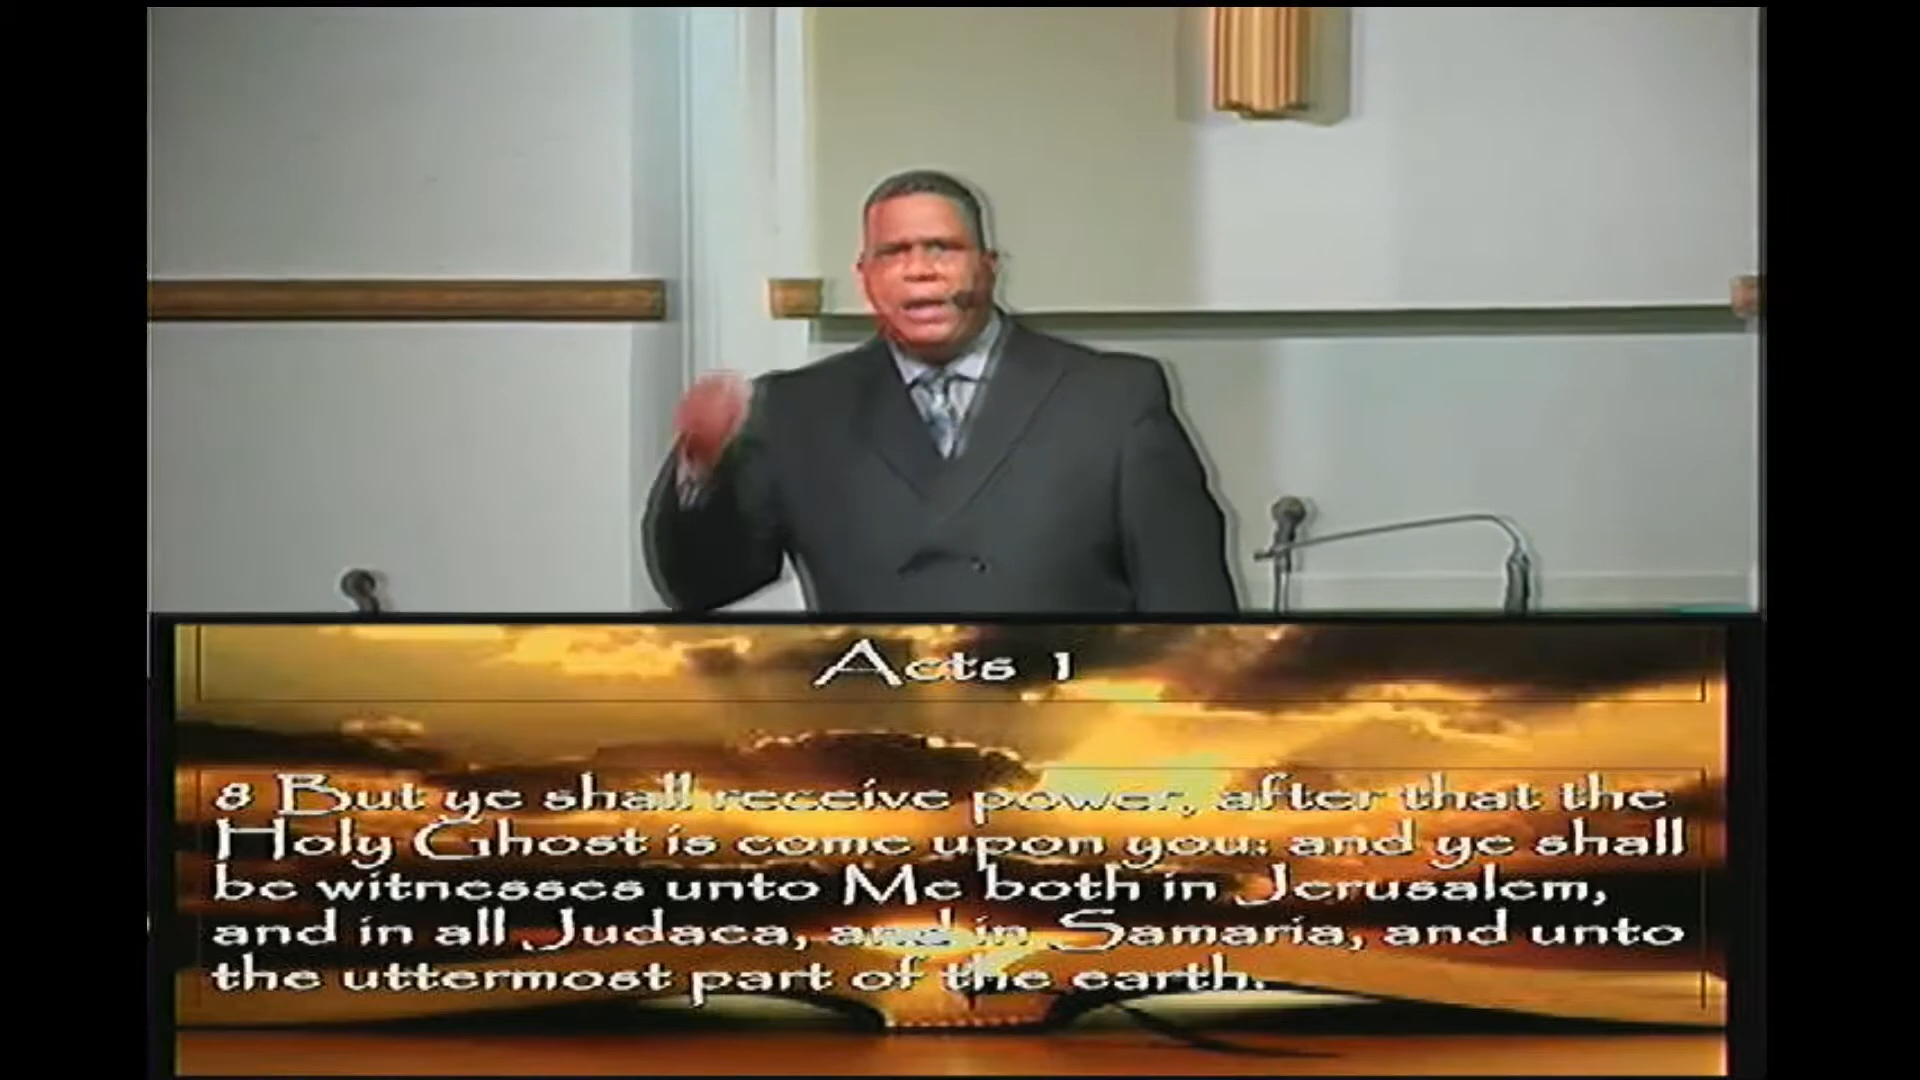 Acts 1
8 But ye shall receive power, after that the
Holy Ghost is come upon you: and ye shall
be witnesses unto Me both in Jerusalem,
and in all Judaea, and in Samaria, and unto
the uttermost part of the earth.